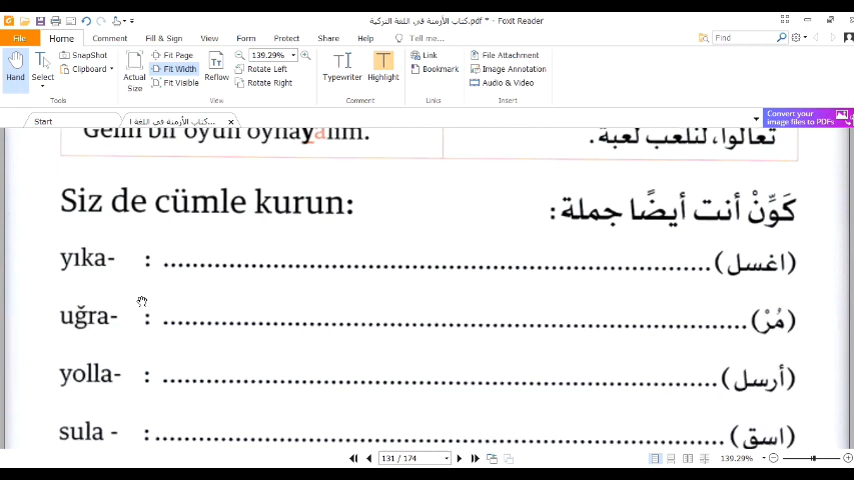 كتاب الأزمنة في اللغة التركية.pdf * - Foxit Reader
File Home Comment Fill & Sign View Form Protect Share Help Tell me... Find
SnapShot Fit Page 139.29% Link File Attachment
Clipboard Fit Width Rotate Left Bookmark Image Annotation
Hand Select Actual Size Fit Visible Reflow Rotate Right Typewriter Highlight Audio & Video
Tools View Comment Links Insert
Start كتاب الأزمنة في اللغة ا... Convert your image files to PDFs
Gelin bir oyun oynayalım. تعالوا، لنلعب لعبة.
Siz de cümle kurun: كَوِّنْ أنت أيضًا جملة:
yıka- : ........................................ (اغسل)
uğra- : ........................................ (مُرْ)
yolla- : ........................................ (أرسل)
sula - : ........................................ (اسق)
131 / 174 139.29%